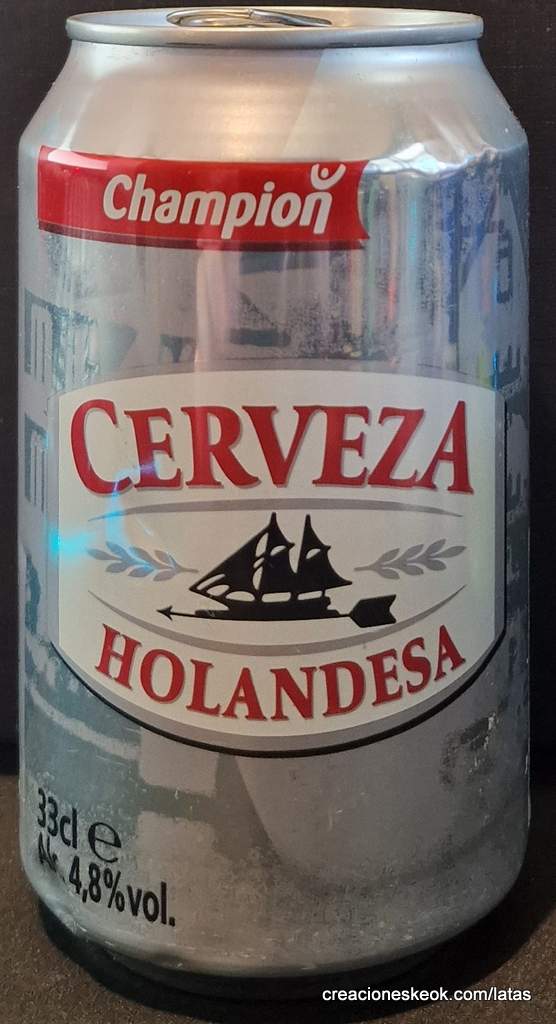 Champion
CERVEZA
HOLANDESA
33cl ℮
Alc. 4,8%vol.
creacioneskeok.com/latas